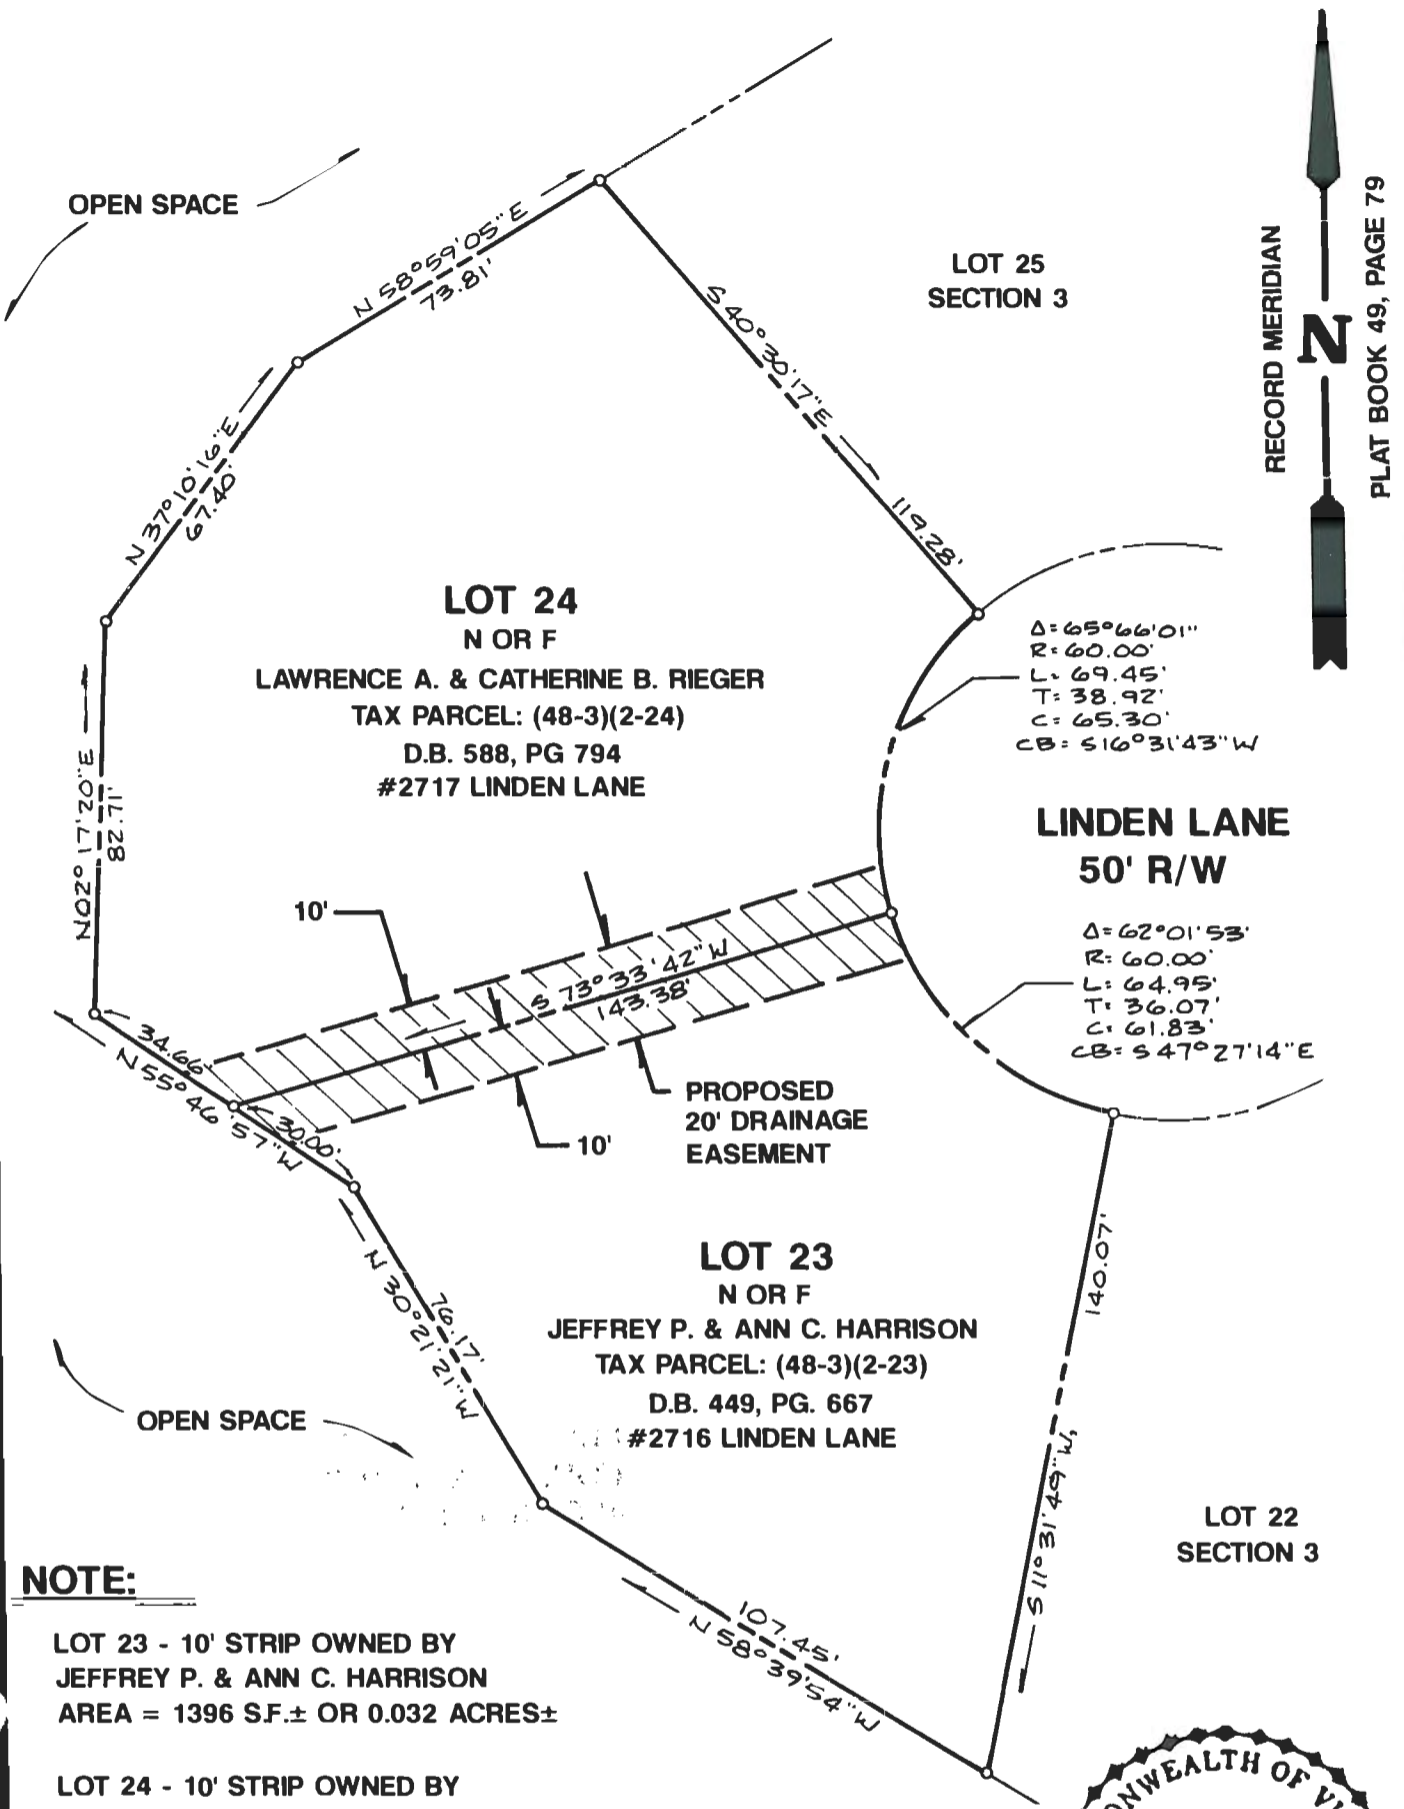 OPEN SPACE
N 58°59'05" E
73.81'
LOT 25
SECTION 3
RECORD MERIDIAN
N
PLAT BOOK 49, PAGE 79
S 40°30'17" E
119.28'
N 37°10'16" E
67.40'
LOT 24
N OR F
LAWRENCE A. & CATHERINE B. RIEGER
TAX PARCEL: (48-3)(2-24)
D.B. 588, PG 794
#2717 LINDEN LANE
Δ=65°66'01"
R=60.00'
L=69.45'
T=38.92'
C=65.30'
CB=S16°31'43"W
N02°17'20"E
82.71'
LINDEN LANE
50' R/W
10'
Δ=62°01'53'
R=60.00'
L=64.95'
T=36.07'
C=61.83'
CB=S47°27'14"E
S 73°33'42" W
143.38'
34.66'
N 55°46'57" W
30.00'
10'
PROPOSED
20' DRAINAGE
EASEMENT
N 30°21'21" W
76.17'
LOT 23
N OR F
JEFFREY P. & ANN C. HARRISON
TAX PARCEL: (48-3)(2-23)
D.B. 449, PG. 667
#2716 LINDEN LANE
140.07'
S 11°31'49" W,
OPEN SPACE
LOT 22
SECTION 3
107.45'
N 58°39'54" W
NOTE:
LOT 23 - 10' STRIP OWNED BY
JEFFREY P. & ANN C. HARRISON
AREA = 1396 S.F.± OR 0.032 ACRES±
LOT 24 - 10' STRIP OWNED BY
ONWEALTH OF V